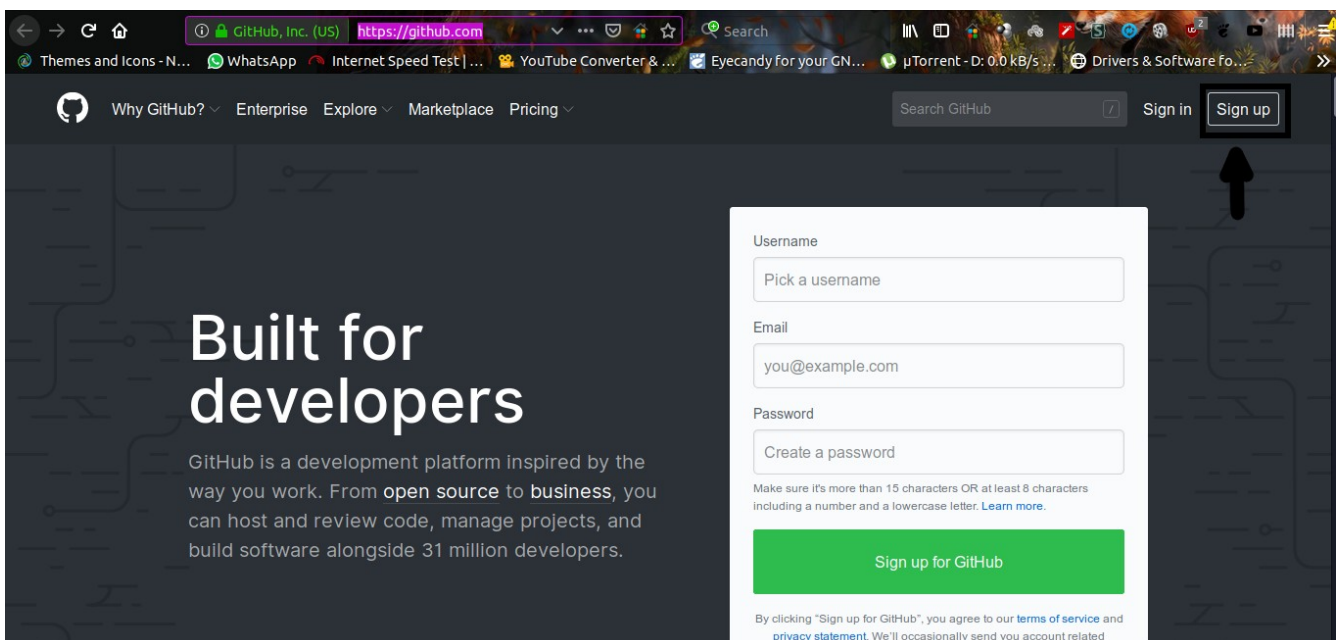 GitHub, Inc. (US) https://github.com Search
Themes and Icons - N... WhatsApp Internet Speed Test | ... YouTube Converter & ... Eyecandy for your GN... µTorrent - D: 0.0 kB/s ... Drivers & Software fo...
Why GitHub? Enterprise Explore Marketplace Pricing Search GitHub / Sign in Sign up
Username
Pick a username
Email
you@example.com
Password
Create a password
Make sure it's more than 15 characters OR at least 8 characters
including a number and a lowercase letter. Learn more.
Sign up for GitHub
By clicking “Sign up for GitHub”, you agree to our terms of service and
privacy statement. We’ll occasionally send you account related
Built for
developers
GitHub is a development platform inspired by the
way you work. From open source to business, you
can host and review code, manage projects, and
build software alongside 31 million developers.